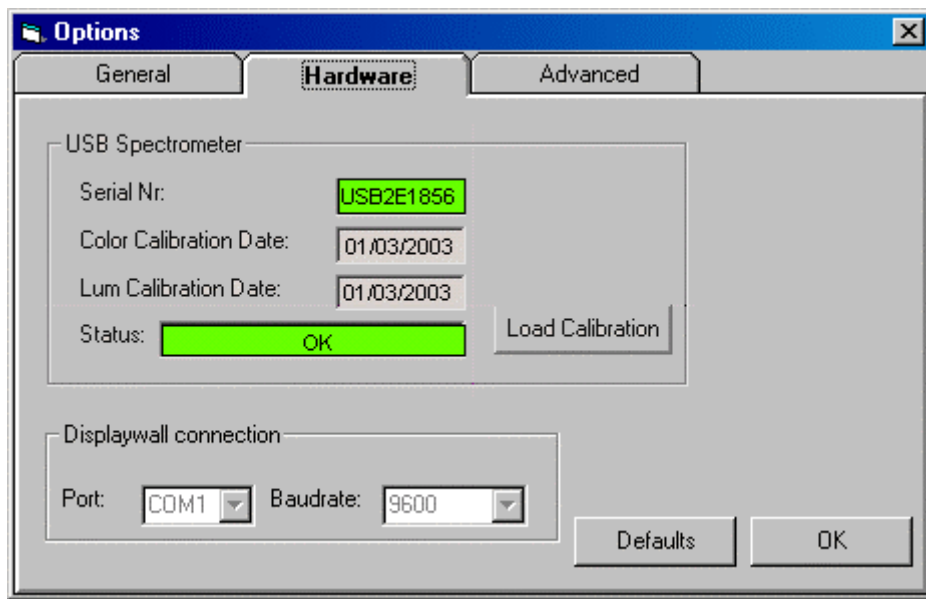 Options
General Hardware Advanced
USB Spectrometer
Serial Nr: USB2E1856
Color Calibration Date: 01/03/2003
Lum Calibration Date: 01/03/2003
Status: OK Load Calibration
Displaywall connection
Port: COM1 Baudrate: 9600
Defaults OK